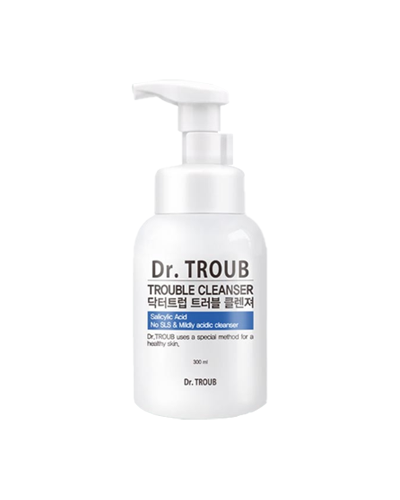 Dr. TROUB
TROUBLE CLEANSER
닥터트럽 트러블 클렌져
Salicylic Acid
No SLS & Mildly acidic cleanser
Dr.TROUB uses a special method for a
healthy skin.
300 ml
Dr. TROUB